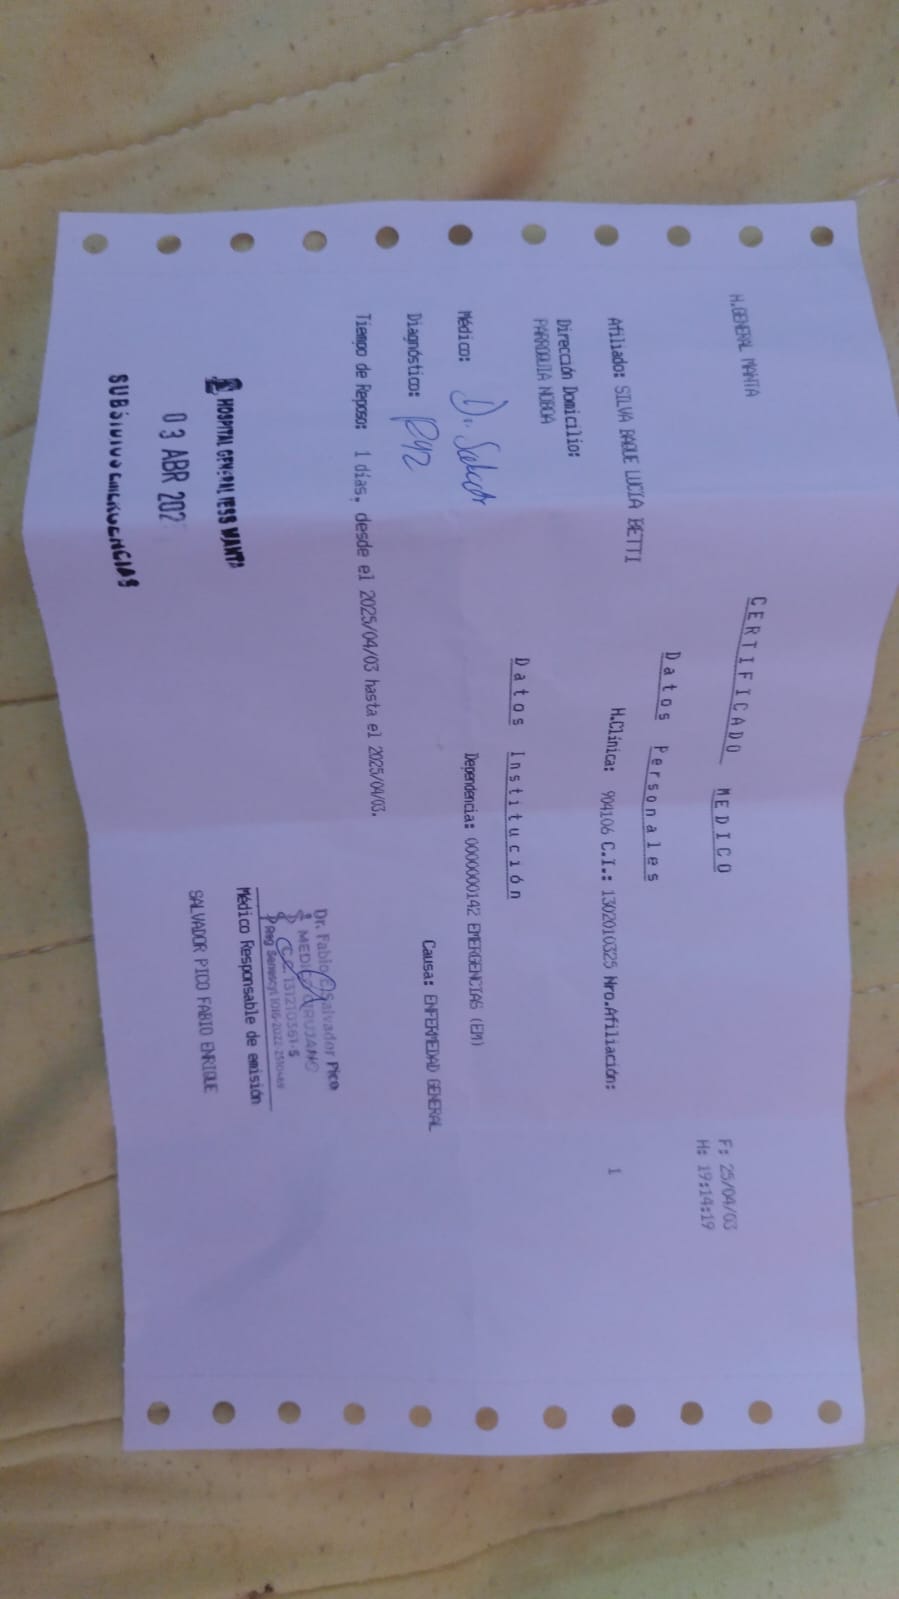 H.GENERAL MANTA
F: 25/04/03
CERTIFICADO MEDICO
H: 19:14:19
Datos Personales
Afiliado: SILVA BAQUE LUCIA BETTI H.Clínica: 904106 C.I.: 1302010325 Nro.Afiliación: 1
Dirección Domicilio:
PARROQUIA NOBOA
Datos Institución
Médico: Dr. Salvador Dependencia: 0000000142 EMERGENCIAS (EM)
Diagnóstico: R42 Causa: ENFERMEDAD GENERAL
Tiempo de Reposo: 1 días, desde el 2025/04/03 hasta el 2025/04/03.
Dr. Fabio Salvador Pico
MEDICO CIRUJANO
131210361-5
Reg Senescyt 1016-2022-
HOSPITAL GENERAL IESS MANTA
Médico Responsable de emisión
03 ABR 202
SALVADOR PICO FABIO ENRIQUE
EMERGENCIAS